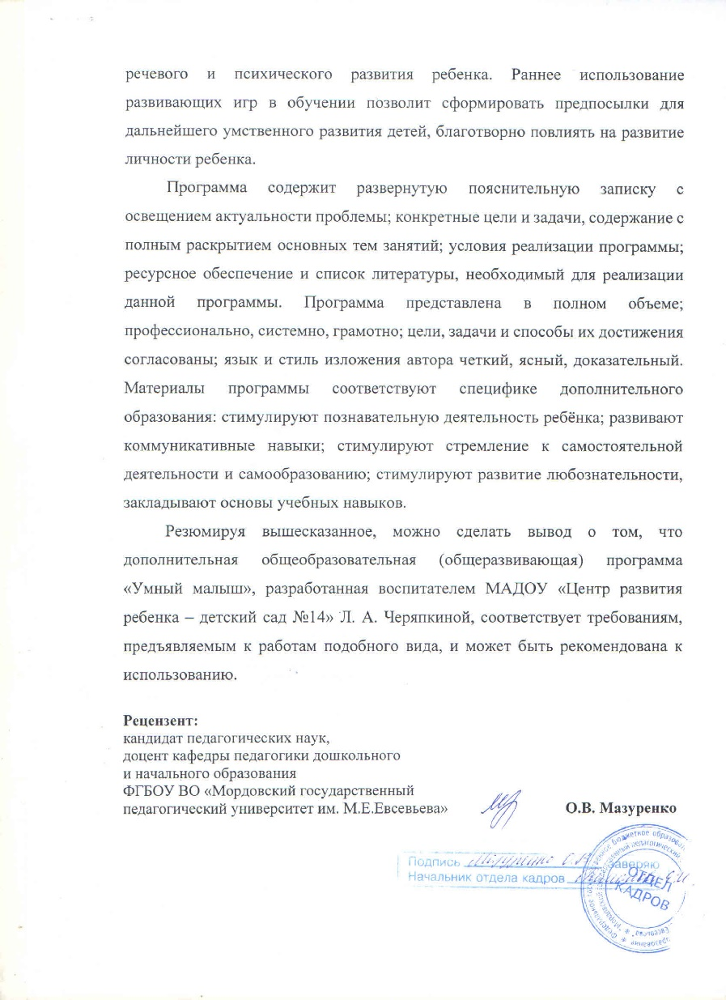 речевого и психического развития ребенка. Раннее использование
развивающих игр в обучении позволит сформировать предпосылки для
дальнейшего умственного развития детей, благотворно повлиять на развитие
личности ребенка.
Программа содержит развернутую пояснительную записку с
освещением актуальности проблемы; конкретные цели и задачи, содержание с
полным раскрытием основных тем занятий; условия реализации программы;
ресурсное обеспечение и список литературы, необходимый для реализации
данной программы. Программа представлена в полном объеме;
профессионально, системно, грамотно; цели, задачи и способы их достижения
согласованы; язык и стиль изложения автора четкий, ясный, доказательный.
Материалы программы соответствуют специфике дополнительного
образования: стимулируют познавательную деятельность ребёнка; развивают
коммуникативные навыки; стимулируют стремление к самостоятельной
деятельности и самообразованию; стимулируют развитие любознательности,
закладывают основы учебных навыков.
Резюмируя вышесказанное, можно сделать вывод о том, что
дополнительная общеобразовательная (общеразвивающая) программа
«Умный малыш», разработанная воспитателем МАДОУ «Центр развития
ребенка – детский сад №14» Л. А. Черяпкиной, соответствует требованиям,
предъявляемым к работам подобного вида, и может быть рекомендована к
использованию.
Рецензент:
кандидат педагогических наук,
доцент кафедры педагогики дошкольного
и начального образования
ФГБОУ ВО «Мордовский государственный
педагогический университет им. М.Е.Евсевьева»
О.В. Мазуренко
Подпись Мазуренко О.В. заверяю
Начальник отдела кадров
ОТДЕЛ
КАДРОВ